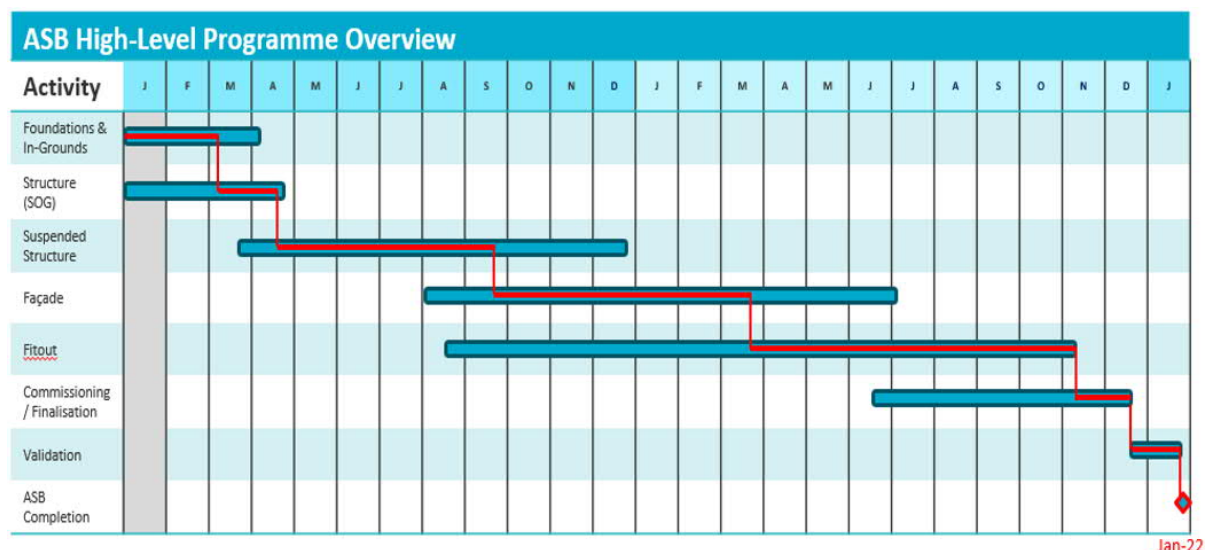 ASB High-Level Programme Overview
Activity J F M A M J J A S O N D J F M A M J J A S O N D J
Foundations &
In-Grounds
Structure
(SOG)
Suspended
Structure
Façade
Fitout
Commissioning
/ Finalisation
Validation
ASB
Completion
Jan-22